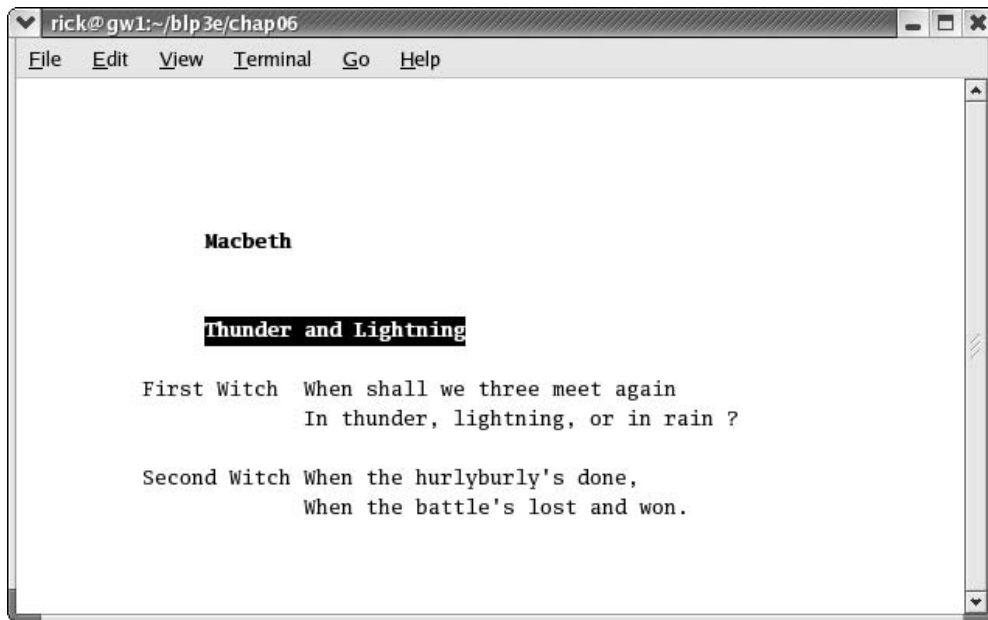 rick@gw1:~/blp3e/chap06
File Edit View Terminal Go Help
Macbeth
Thunder and Lightning
First Witch When shall we three meet again
In thunder, lightning, or in rain ?
Second Witch When the hurlyburly's done,
When the battle's lost and won.